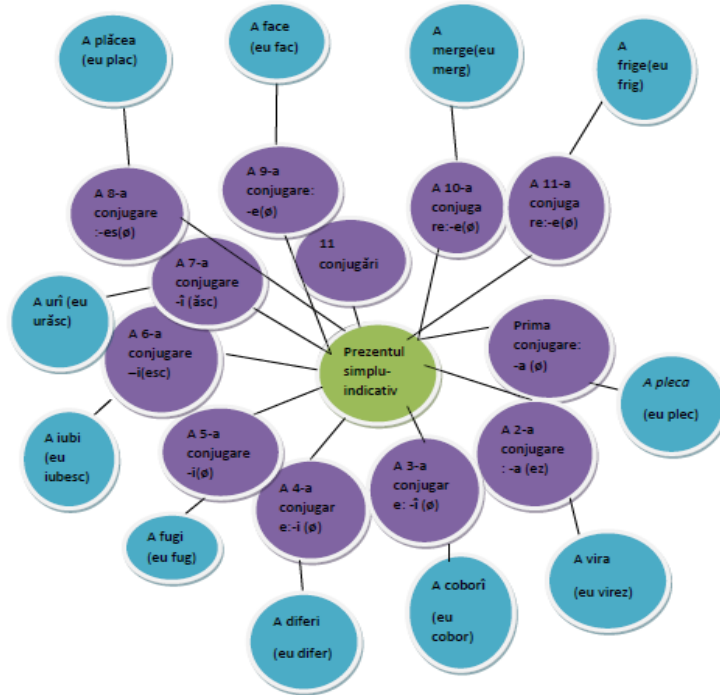 A plăcea
(eu plac)
A face
(eu fac)
A
merge(eu
merg)
A
frige(eu
frig)
A 8-a
conjugare
:-es(ø)
A 9-a
conjugare:
-e(ø)
A 10-a
conjuga
re:-e(ø)
A 11-a
conjuga
re:-e(ø)
11
conjugări
A 7-a
conjugare
-î (ăsc)
A urî (eu
urăsc)
A 6-a
conjugare
–i(esc)
Prezentul
simplu-
indicativ
Prima
conjugare:
-a (ø)
A pleca
(eu plec)
A iubi
(eu
iubesc)
A 5-a
conjugare
-i(ø)
A 4-a
conjugar
e:-i (ø)
A 3-a
conjugar
e: -î (ø)
A 2-a
conjugare
: -a (ez)
A fugi
(eu fug)
A diferi
(eu difer)
A coborî
(eu
cobor)
A vira
(eu virez)